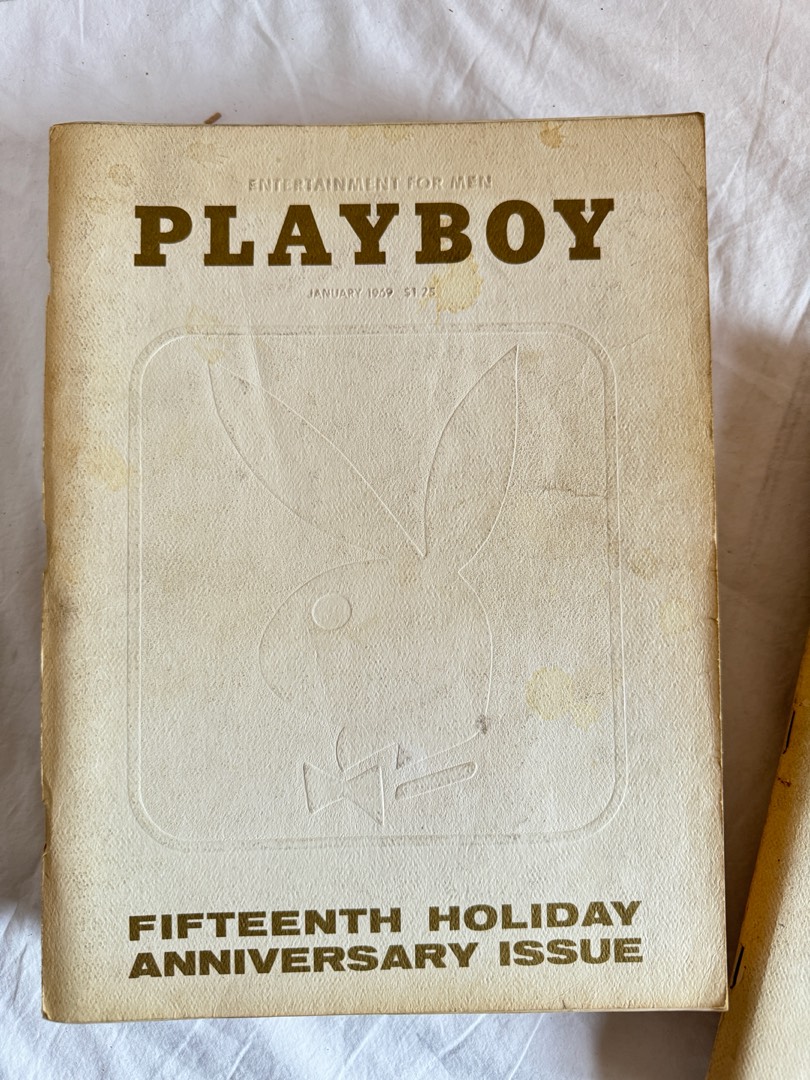 ENTERTAINMENT FOR MEN
PLAYBOY
JANUARY 1969 $1.25
FIFTEENTH HOLIDAY
ANNIVERSARY ISSUE